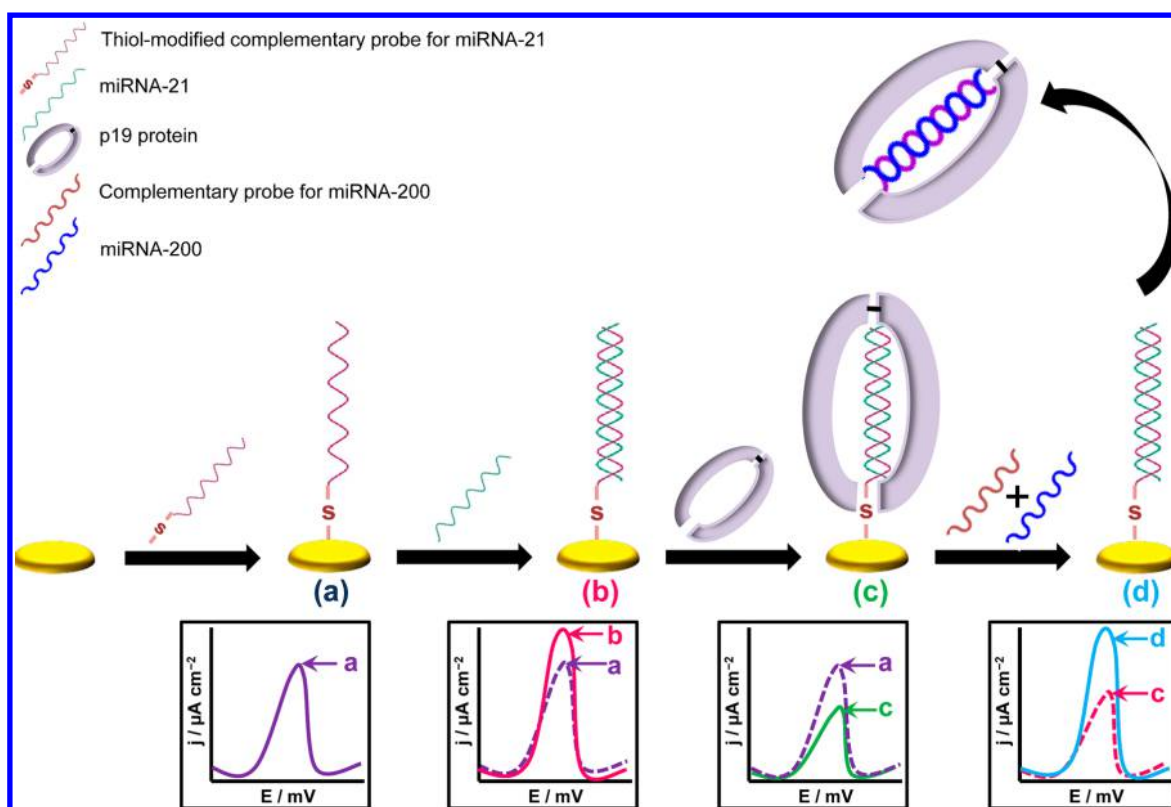 Thiol-modified complementary probe for miRNA-21
-S-
miRNA-21
p19 protein
Complementary probe for miRNA-200
miRNA-200
-S-
S
S
S
+
S
(a)
(b)
(c)
(d)
j / µA cm⁻²
a
E / mV
j / µA cm⁻²
b
a
E / mV
j / µA cm⁻²
a
c
E / mV
j / µA cm⁻²
d
c
E / mV